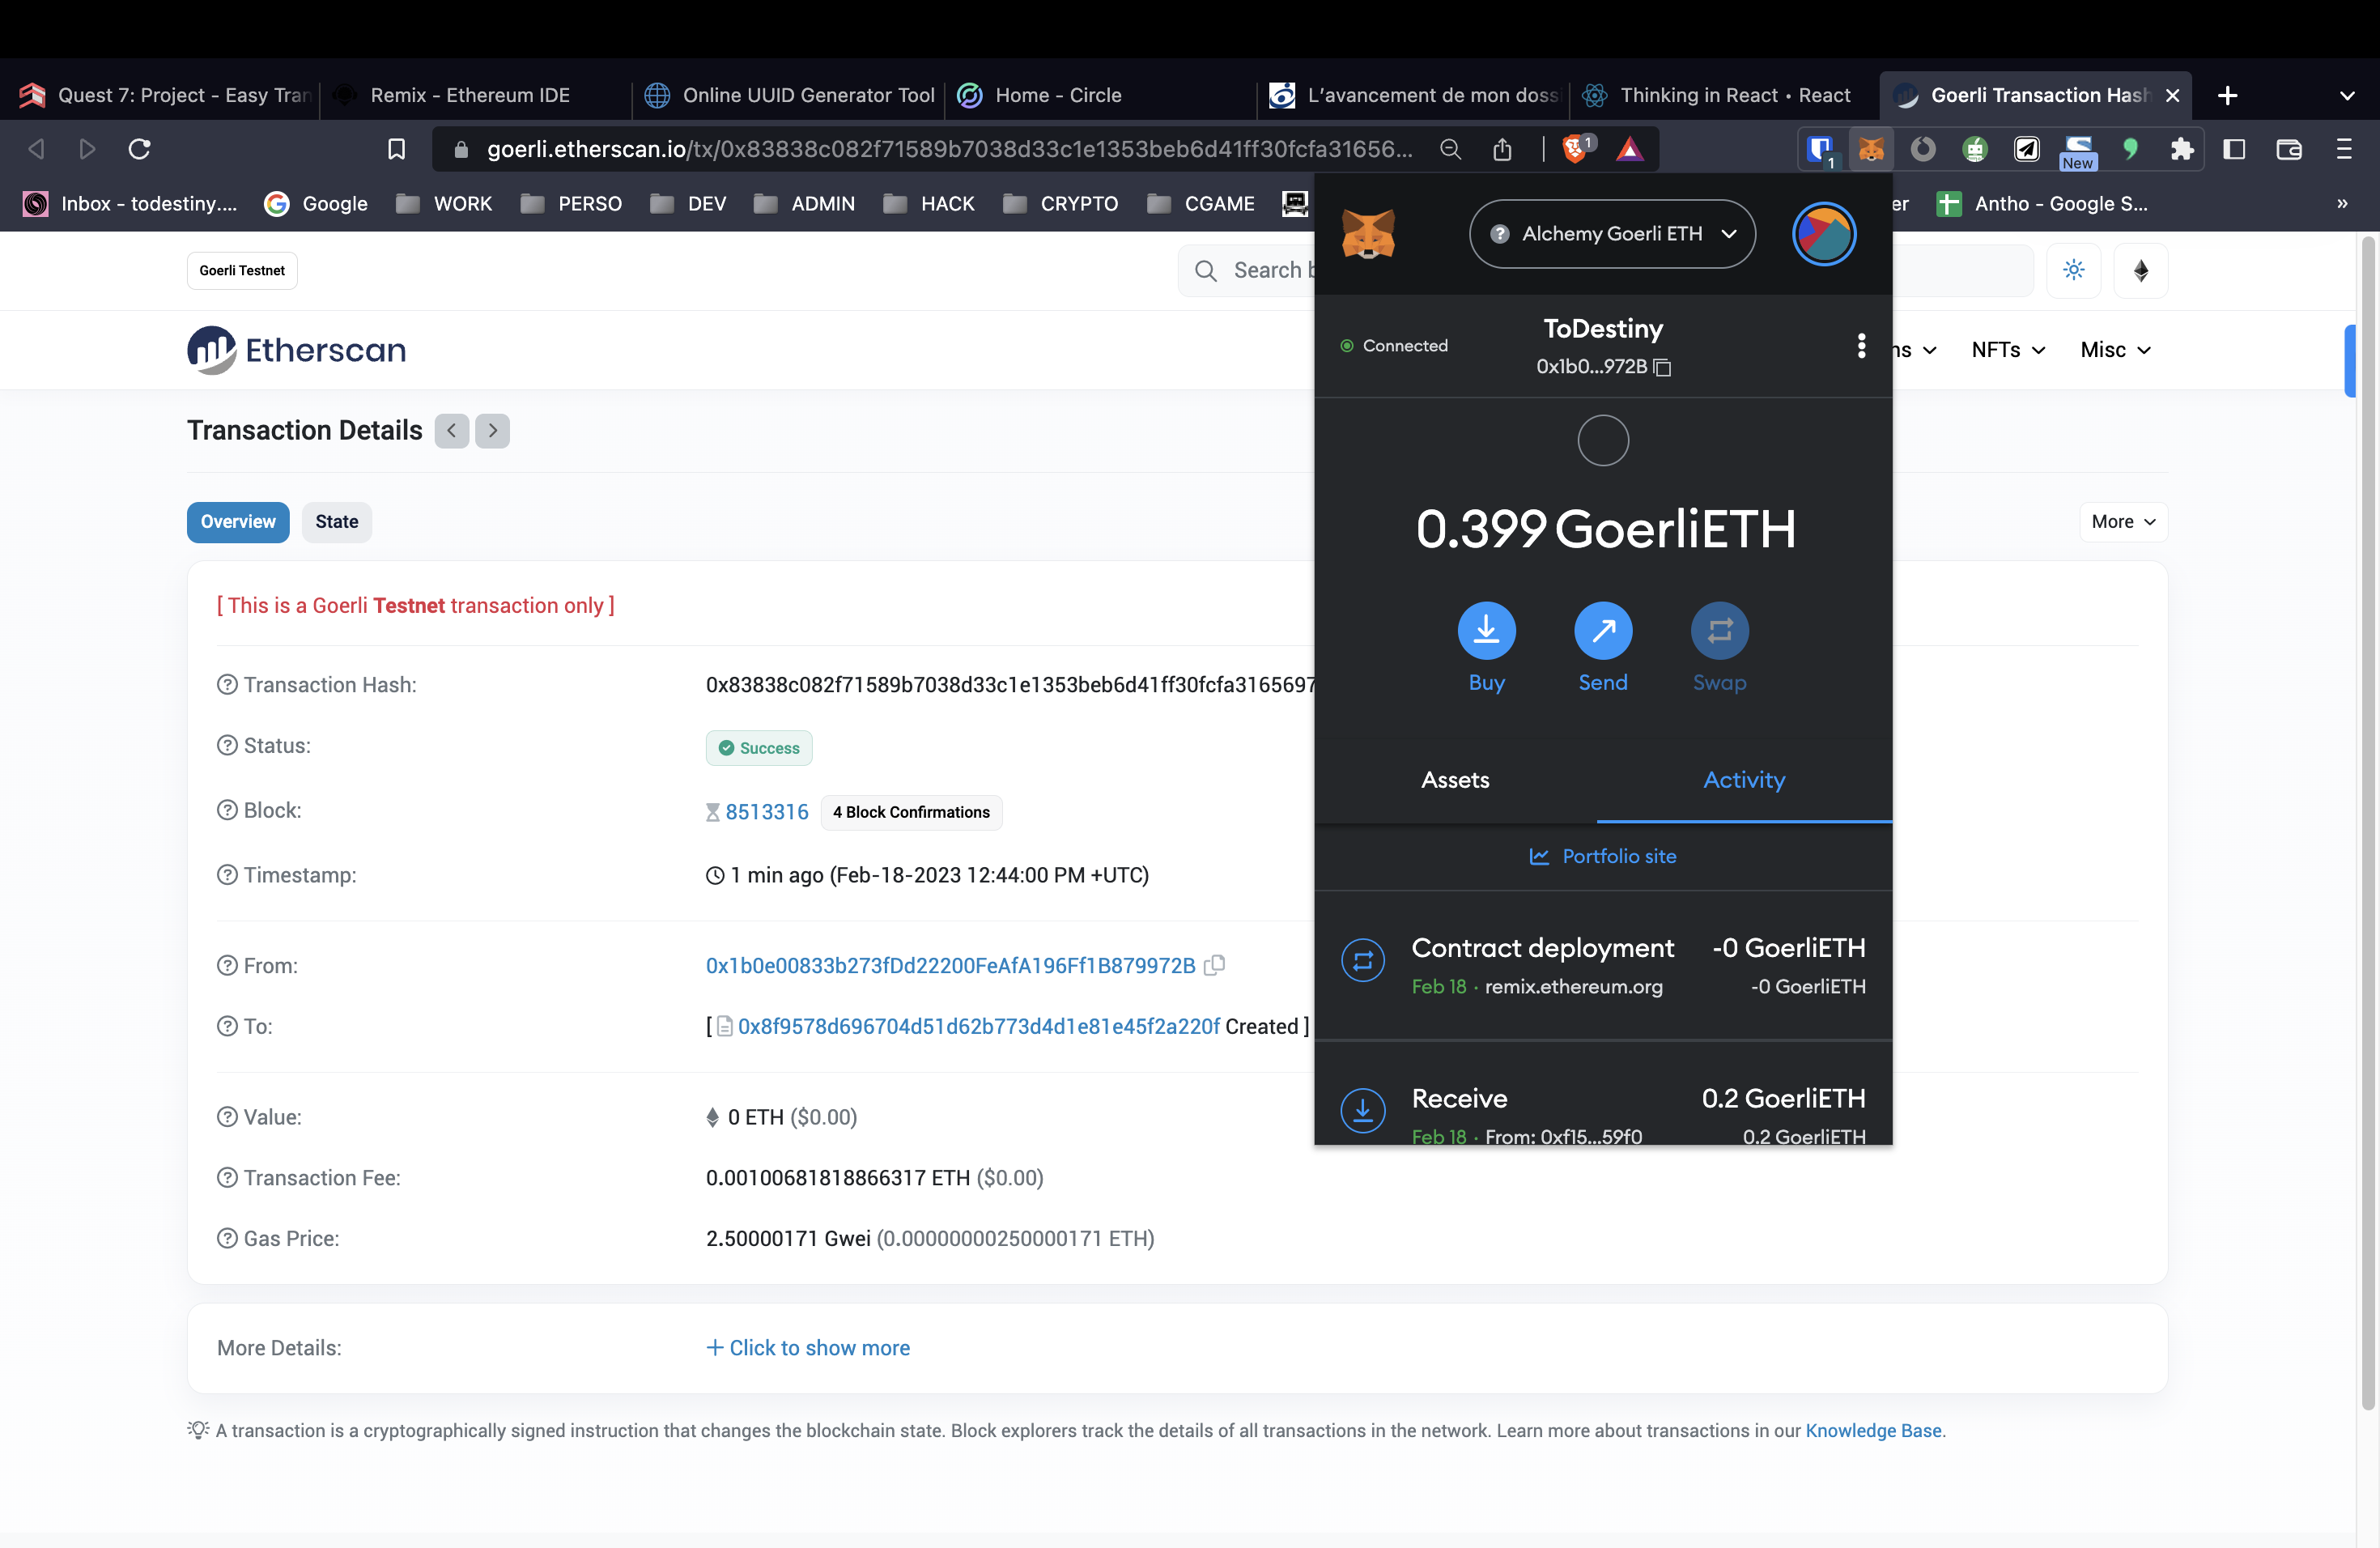 Quest 7: Project - Easy Tran
Remix - Ethereum IDE
Online UUID Generator Tool
Home - Circle
L'avancement de mon dossi
Thinking in React • React
Goerli Transaction Hash
goerli.etherscan.io/tx/0x83838c082f71589b7038d33c1e1353beb6d41ff30fcfa31656...
1
1
New
Inbox - todestiny....
Google
WORK
PERSO
DEV
ADMIN
HACK
CRYPTO
CGAME
er
Antho - Google S...
»
Goerli Testnet
Search b
Etherscan
ns
NFTs
Misc
Transaction Details
Overview
State
More
[ This is a Goerli Testnet transaction only ]
Transaction Hash:
0x83838c082f71589b7038d33c1e1353beb6d41ff30fcfa3165697
Status:
Success
Block:
8513316
4 Block Confirmations
Timestamp:
1 min ago (Feb-18-2023 12:44:00 PM +UTC)
From:
0x1b0e00833b273fDd22200FeAfA196Ff1B879972B
To:
[ 0x8f9578d696704d51d62b773d4d1e81e45f2a220f Created ]
Value:
0 ETH ($0.00)
Transaction Fee:
0.00100681818866317 ETH ($0.00)
Gas Price:
2.50000171 Gwei (0.00000000250000171 ETH)
More Details:
Click to show more
A transaction is a cryptographically signed instruction that changes the blockchain state. Block explorers track the details of all transactions in the network. Learn more about transactions in our Knowledge Base.
Alchemy Goerli ETH
Connected
ToDestiny
0x1b0...972B
0.399 GoerliETH
Buy
Send
Swap
Assets
Activity
Portfolio site
Contract deployment
-0 GoerliETH
Feb 18 · remix.ethereum.org
-0 GoerliETH
Receive
0.2 GoerliETH
Feb 18 · From: 0xf15...59f0
0.2 GoerliETH